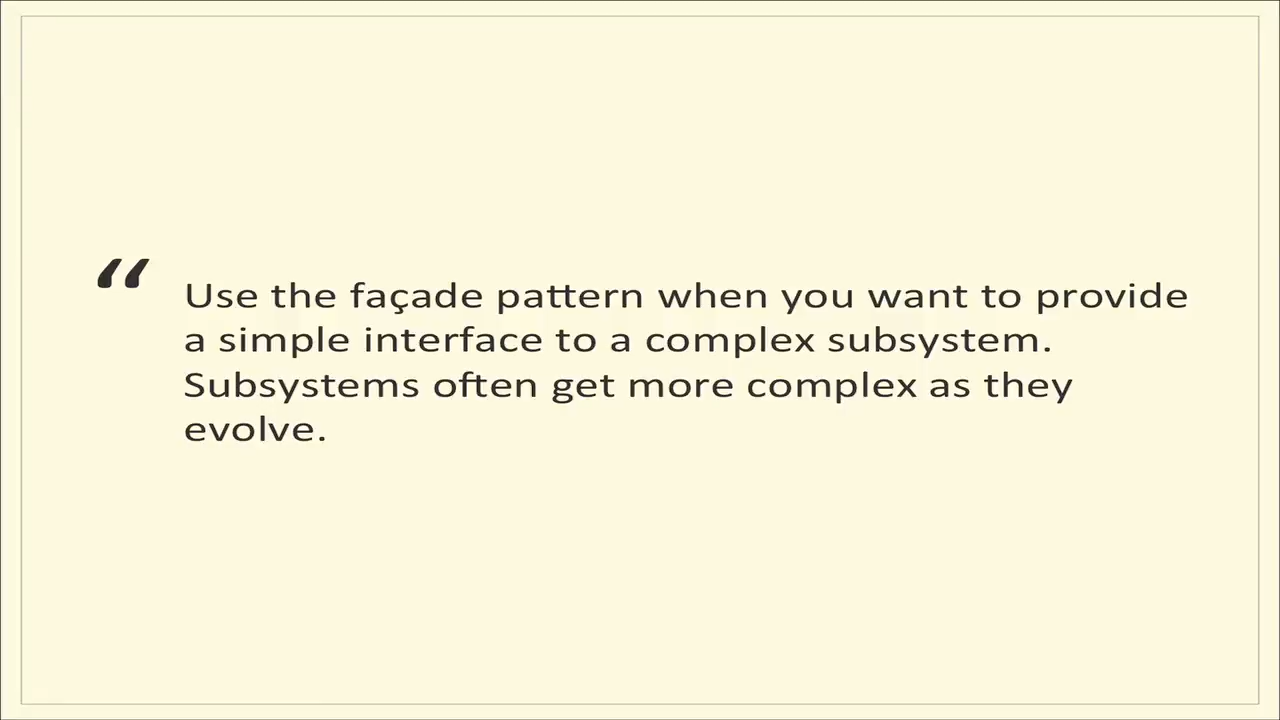 “ Use the façade pattern when you want to provide
a simple interface to a complex subsystem.
Subsystems often get more complex as they
evolve.